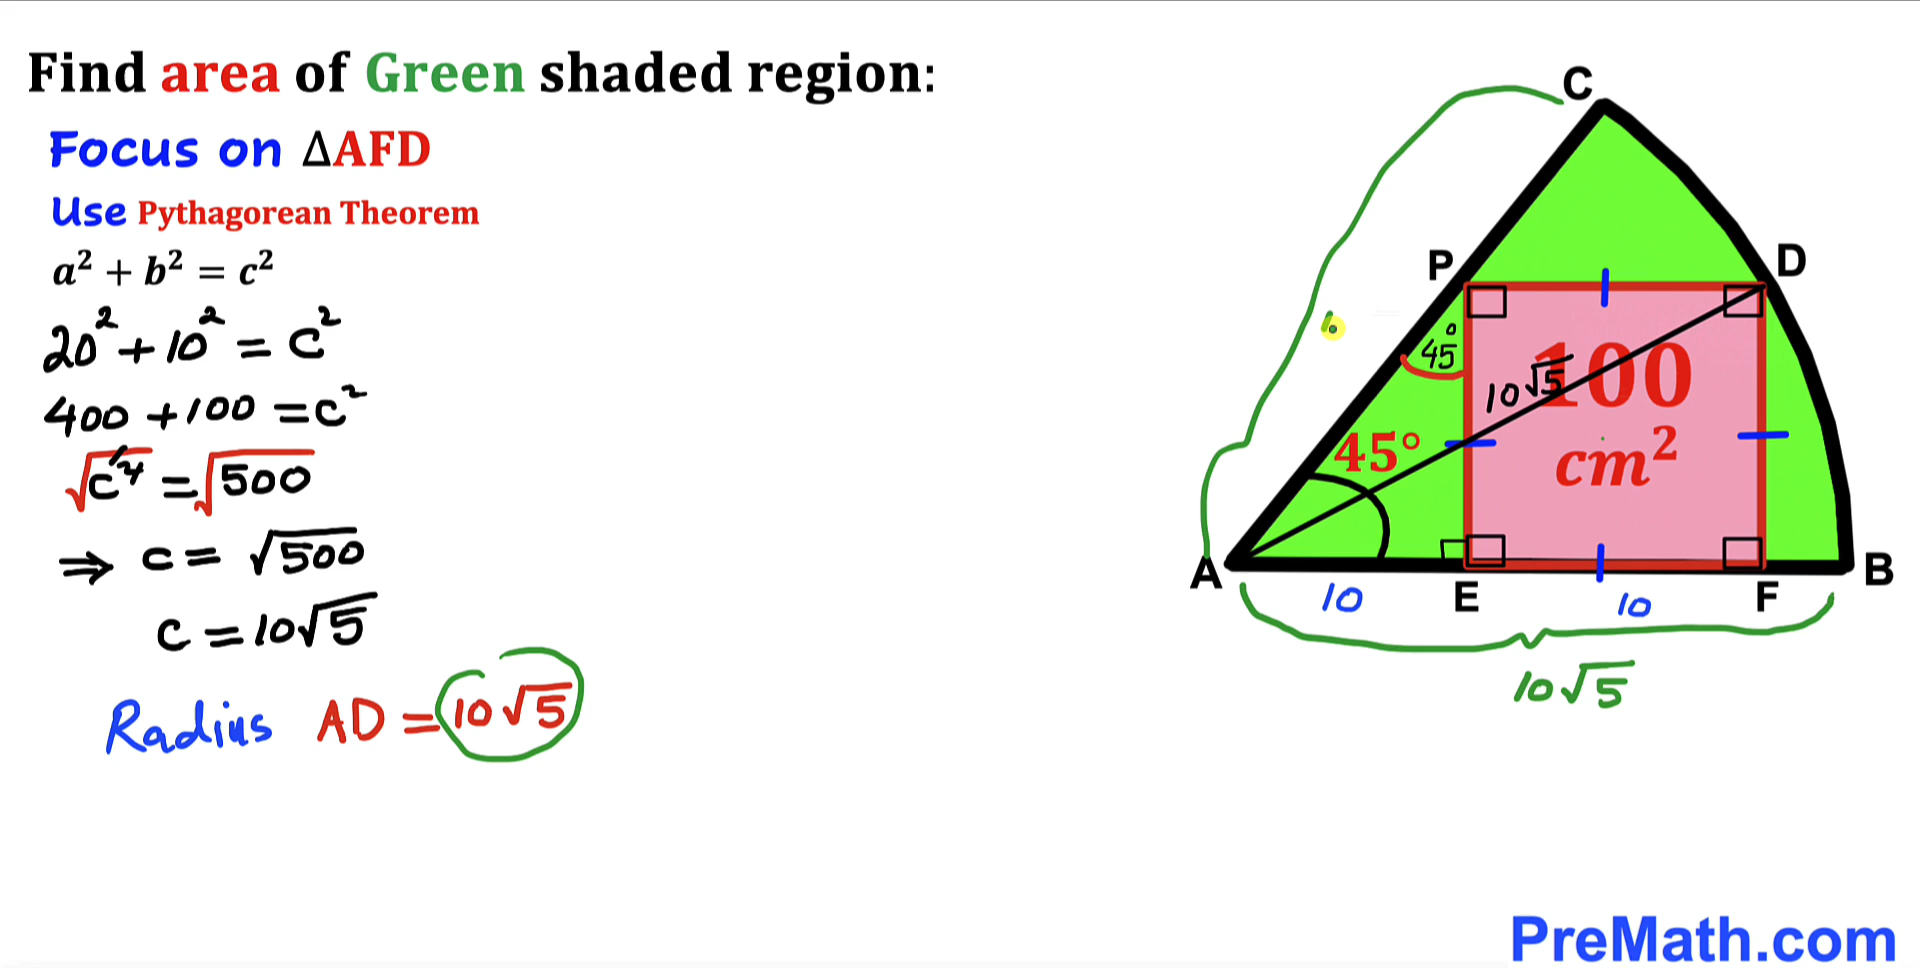 Find area of Green shaded region:
Focus on ΔAFD
Use Pythagorean Theorem
a² + b² = c²
20² + 10² = c²
400 + 100 = c²
√c² = √500
⇒ c = √500
c = 10√5
Radius AD = 10√5
C
P
D
45°
10√5
100
cm²
45°
A
B
10
E
10
F
10√5
PreMath.com